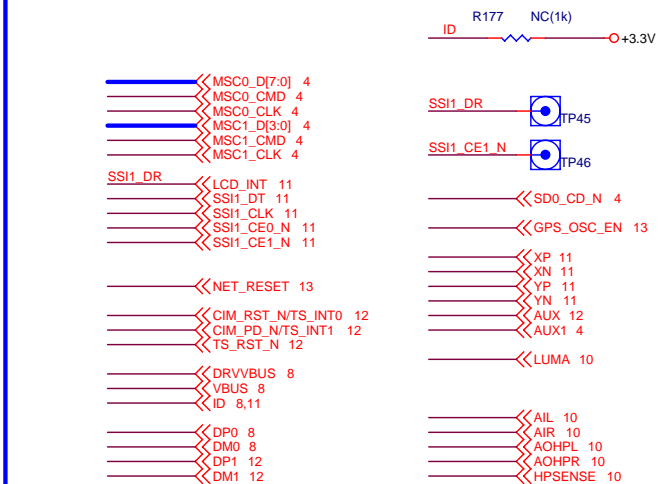 R177 NC(1k)
ID
+3.3V
MSC0_D[7:0] 4
MSC0_CMD 4
MSC0_CLK 4
MSC1_D[3:0] 4
MSC1_CMD 4
MSC1_CLK 4
SSI1_DR
LCD_INT 11
SSI1_DT 11
SSI1_CLK 11
SSI1_CE0_N 11
SSI1_CE1_N 11
NET_RESET 13
CIM_RST_N/TS_INT0 12
CIM_PD_N/TS_INT1 12
TS_RST_N 12
DRVVBUS 8
VBUS 8
ID 8,11
DP0 8
DM0 8
DP1 12
DM1 12
SSI1_DR
TP45
SSI1_CE1_N
TP46
SD0_CD_N 4
GPS_OSC_EN 13
XP 11
XN 11
YP 11
YN 11
AUX 12
AUX1 4
LUMA 10
AIL 10
AIR 10
AOHPL 10
AOHPR 10
HPSENSE 10